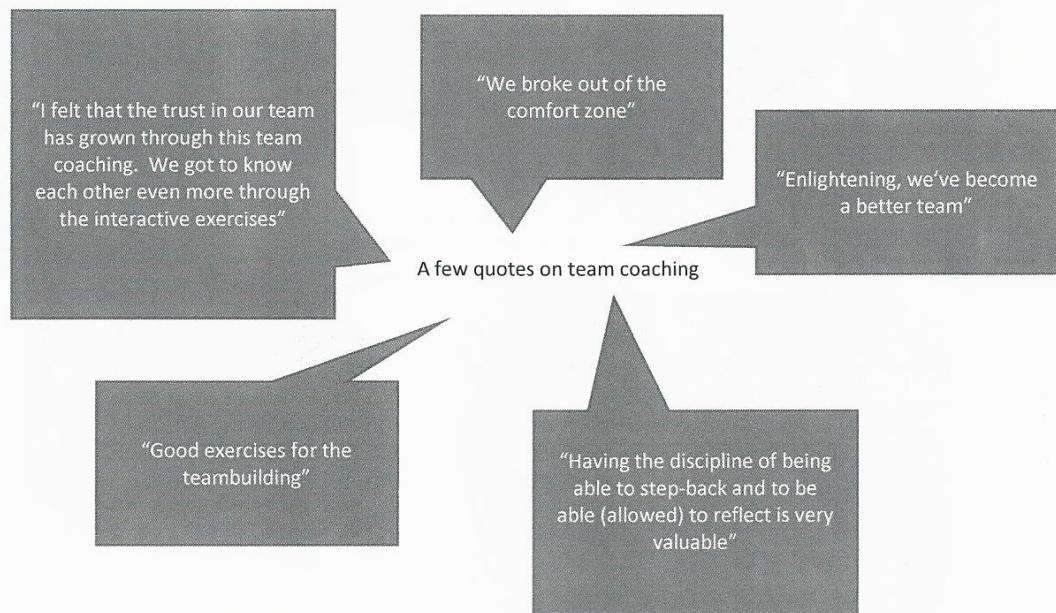 “I felt that the trust in our team
has grown through this team
coaching.  We got to know
each other even more through
the interactive exercises”
“We broke out of the
comfort zone”
“Enlightening, we’ve become
a better team”
A few quotes on team coaching
“Good exercises for the
teambuilding”
“Having the discipline of being
able to step-back and to be
able (allowed) to reflect is very
valuable”